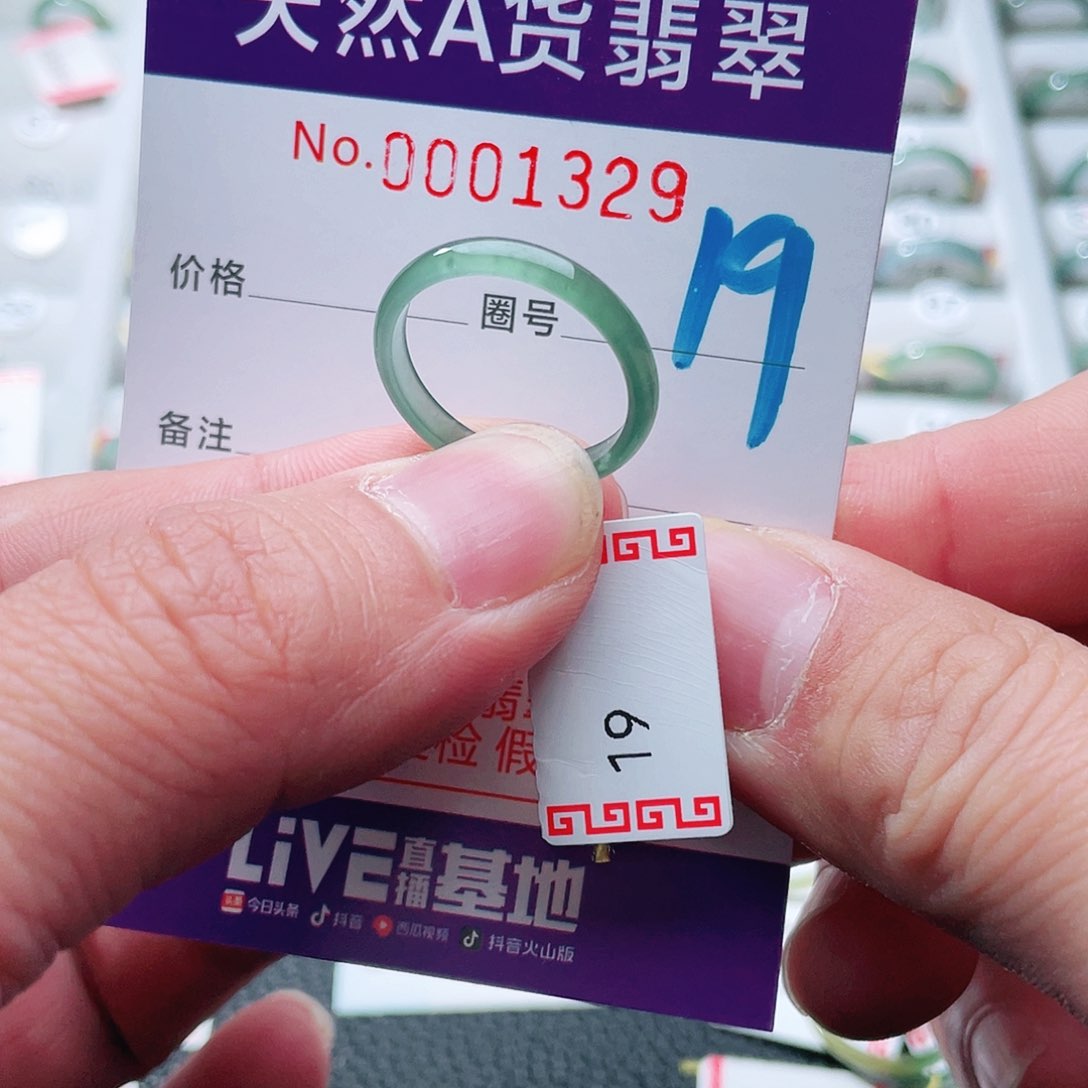 天然A货翡翠
No.0001329
价格
圈号
19
备注
检 假
19
LiVE直播基地
今日头条 抖音 西瓜视频 抖音火山版